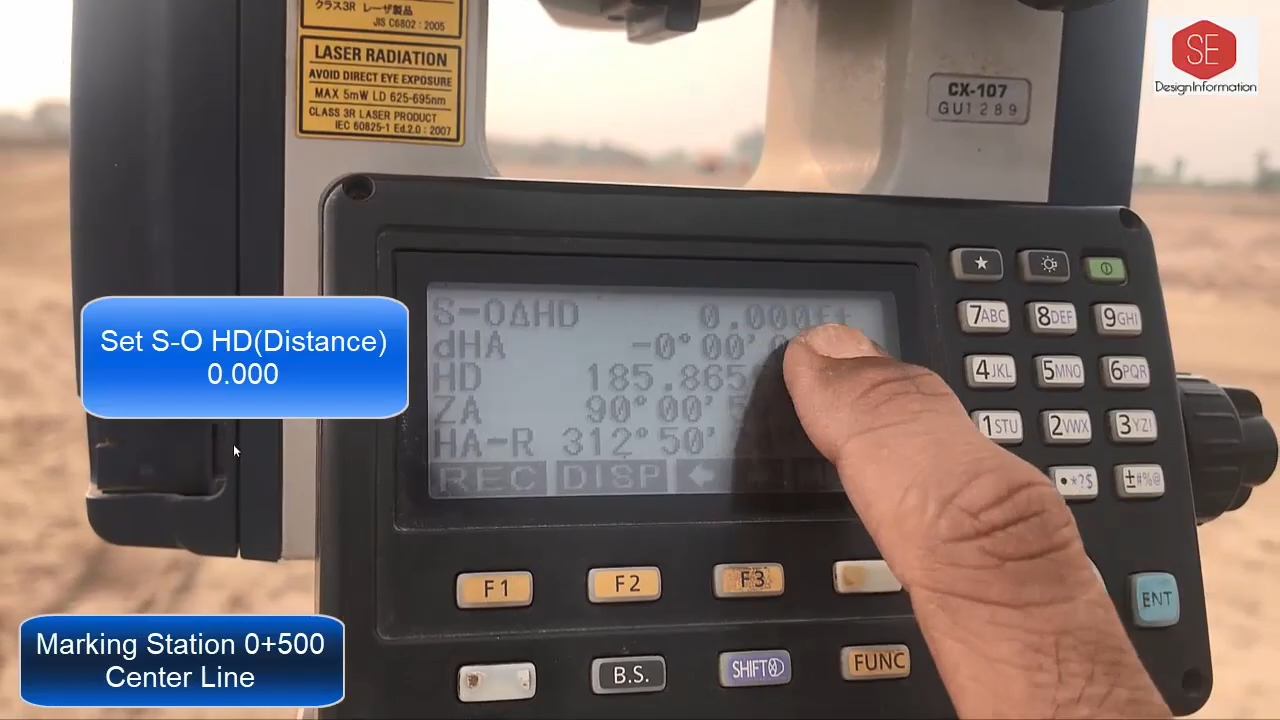 クラス3R レーザ製品
JIS C6802 : 2005
LASER RADIATION
AVOID DIRECT EYE EXPOSURE
MAX 5mW LD 625-695nm
CLASS 3R LASER PRODUCT
IEC 60825-1 Ed.2.0 : 2007
SE
DesignInformation
CX-107
GU1289
Set S-O HD(Distance)
0.000
S-OΔHD 0.000ft
dHA -0°00'
HD 185.865
ZA 90°00'
HA-R 312°50'
REC DISP ←
7ABC 8DEF 9GHI
4JKL 5MNO 6PQR
1STU 2VWX 3YZ!
•*?$ ±#%@
F1 F2 F3
ENT
B.S. SHIFT FUNC
Marking Station 0+500
Center Line